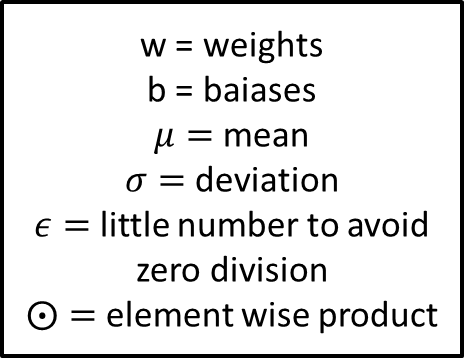 w = weights
b = baiases
μ = mean
σ = deviation
ϵ = little number to avoid
zero division
⊙ = element wise product